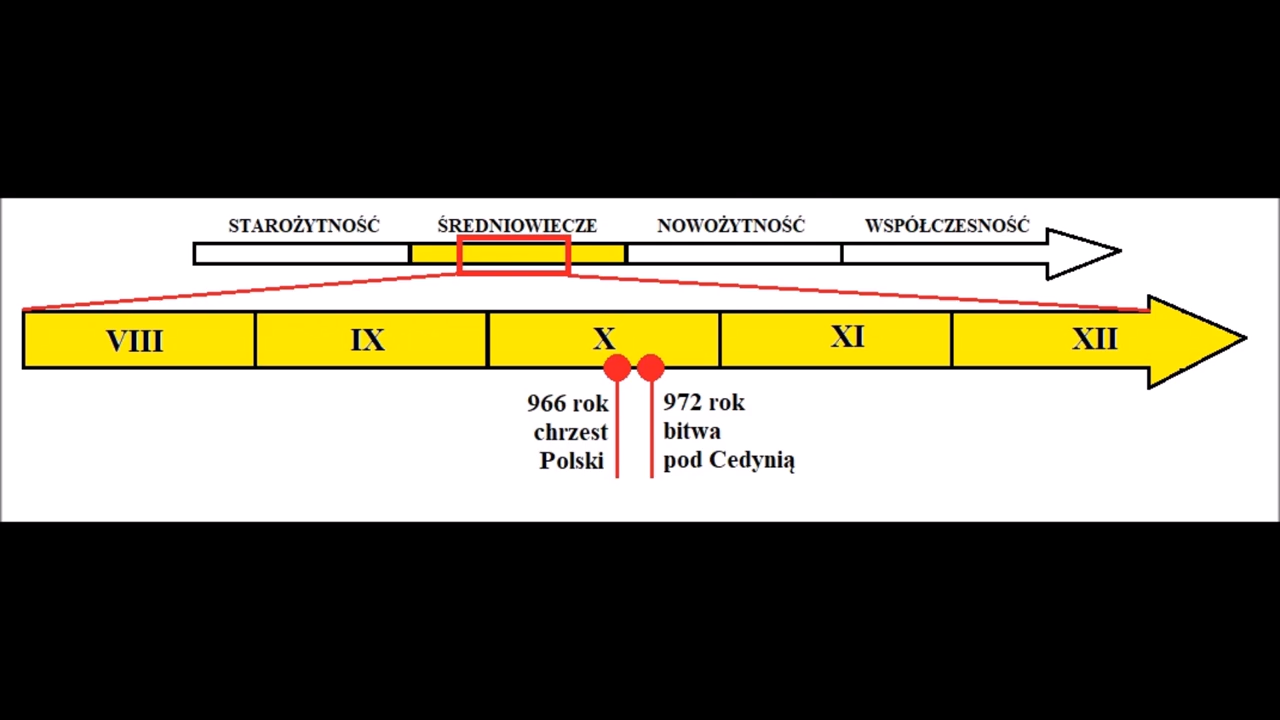 STAROŻYTNOŚĆ ŚREDNIOWIECZE NOWOŻYTNOŚĆ WSPÓŁCZESNOŚĆ
VIII IX X XI XII
966 rok
chrzest
Polski
972 rok
bitwa
pod Cedynią